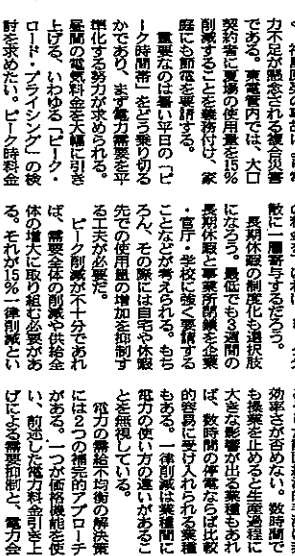 力不足が懸念される複合災害
である。東電管内では、大口
契約者に夏場の使用量を15%
削減することを義務付け、家
庭にも節電を要請する。
重要なのは暑い平日の「ピ
ーク時間帯」をどう乗り切る
かであり、まず電力需要を平
準化する努力が求められる。
昼間の電気料金を大幅に引き
上げる、いわゆる「ピーク・
ロード・プライシング」の検
討を求めたい。ピーク時料金
散に一層寄与するだろう。
長期休暇の制度化も選択肢
になろう。最低でも3週間の
長期休暇と事業所閉鎖を企業
・官庁・学校に強く要請する
ことなどが考えられる。もち
ろん、その際には自宅や休暇
先での使用量の増加を抑制す
る工夫が必要だ。
ピーク削減が不十分であれ
ば、需要全体の削減や供給全
体の増大に取り組む必要があ
る。それが15%一律削減とい
効率さが否めない。数時間で
も操業を止めると生産過程に
大きな影響が出る業種もあれ
ば、数時間の停電ならば比較
的容易に受け入れられる業種
もある。一律削減は業種間に
電力の使い方の違いがあるこ
とを無視している。
電力の需給不均衡の解決策
には2つの補完的アプローチ
がある。一つが価格機能を使
い、前述した電力料金引き上
げによる需要抑制と、電力会